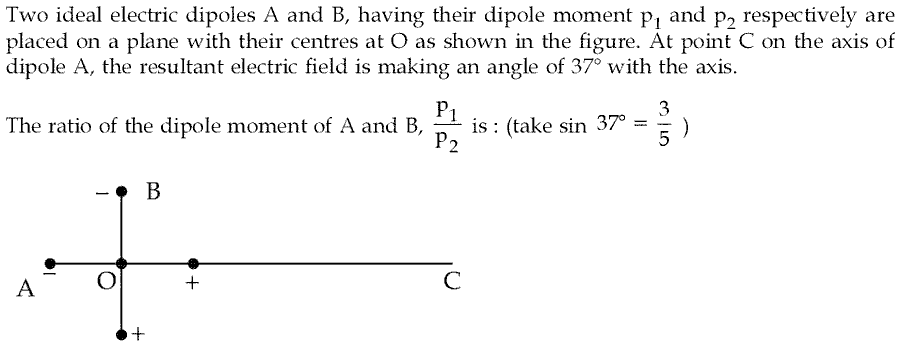 Two ideal electric dipoles A and B, having their dipole moment p₁ and p₂ respectively are
placed on a plane with their centres at O as shown in the figure. At point C on the axis of
dipole A, the resultant electric field is making an angle of 37° with the axis.
The ratio of the dipole moment of A and B, p₁/p₂ is : (take sin 37° = 3/5 )
− B
A − O + C
+